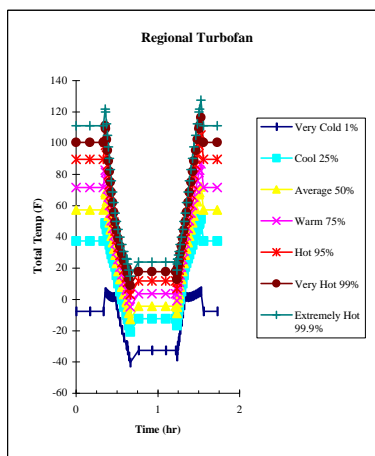 Regional Turbofan
140
120
100
80
60
40
20
0
-20
-40
-60
Total Temp (F)
0
1
2
Time (hr)
Very Cold 1%
Cool 25%
Average 50%
Warm 75%
Hot 95%
Very Hot 99%
Extremely Hot
99.9%